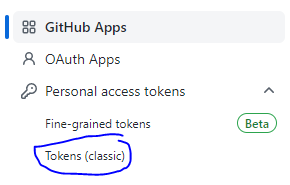 GitHub Apps
OAuth Apps
Personal access tokens
Fine-grained tokens Beta
Tokens (classic)